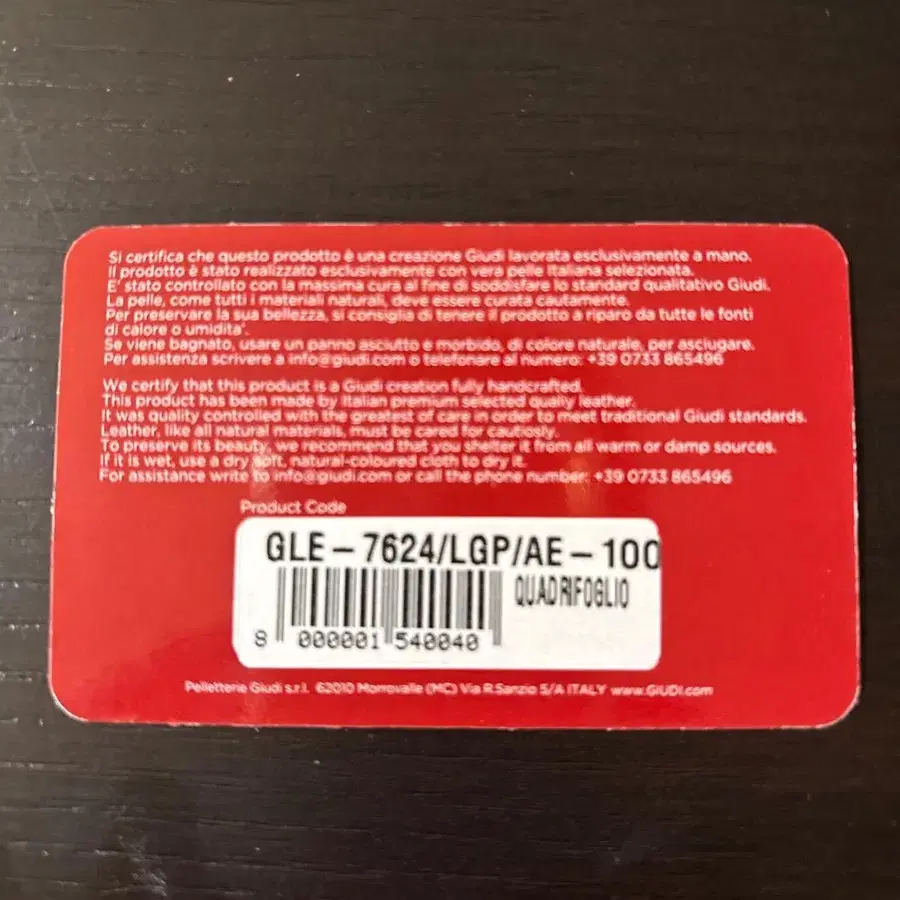 Si certifica che questo prodotto è una creazione Giudi lavorata esclusivamente a mano.
Il prodotto è stato realizzato esclusivamente con vera pelle Italiana selezionata.
E' stato controllato con la massima cura al fine di soddisfare lo standard qualitativo Giudi.
La pelle, come tutti i materiali naturali, deve essere curata cautamente.
Per preservare la sua bellezza, si consiglia di tenere il prodotto a riparo da tutte le fonti
di calore o umidita'.
Se viene bagnato, usare un panno asciutto e morbido, di colore naturale, per asciugare.
Per assistenza scrivere a info@giudi.com o telefonare al numero: +39 0733 865496
We certify that this product is a Giudi creation fully handcrafted.
This product has been made by Italian premium selected qualiy leather.
It was quality controlled with the greatest of care in order to meet traditional Giudi standards.
Leather, like all natural materials, must be cared for cautiosly.
To preserve its beauty, we recommend that you shelter it from all warm or damp sources.
If it is wet, use a dry soft, natural-coloured cloth to dry it.
For assistance write to info@giudi.com or call the phone number: +39 0733 865496
Product Code
GLE – 7624/LGP/AE – 100
QUADRIFOGLIO
8 000001 540040
Pelletterie Giudi s.r.l. ©2010 Morrovalle (MC) Via R.Sanzio 5/A ITALY www.GIUDI.com